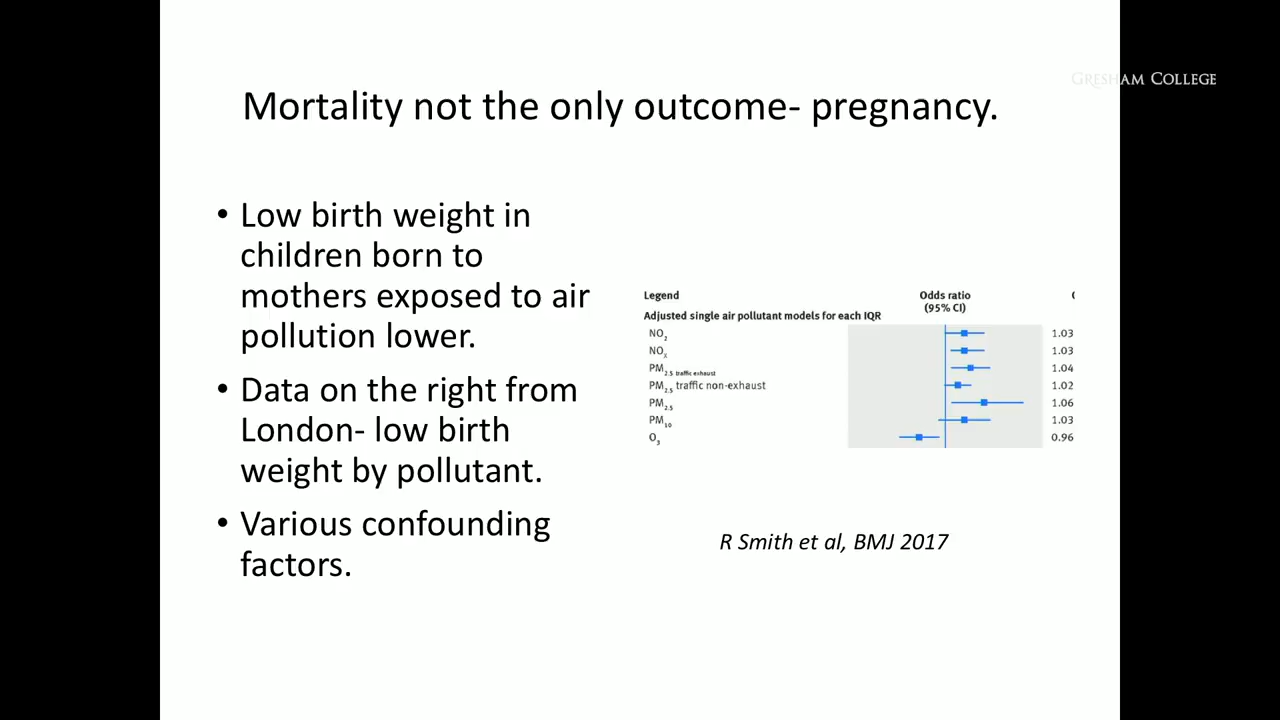 GRESHAM COLLEGE
Mortality not the only outcome- pregnancy.
• Low birth weight in
children born to
mothers exposed to air
pollution lower.
• Data on the right from
London- low birth
weight by pollutant.
• Various confounding
factors.
Legend
Odds ratio
(95% CI)
Adjusted single air pollutant models for each IQR
NO2 1.03
NOX 1.03
PM2.5 traffic exhaust 1.04
PM2.5 traffic non-exhaust 1.02
PM2.5 1.06
PM10 1.03
O3 0.96
R Smith et al, BMJ 2017